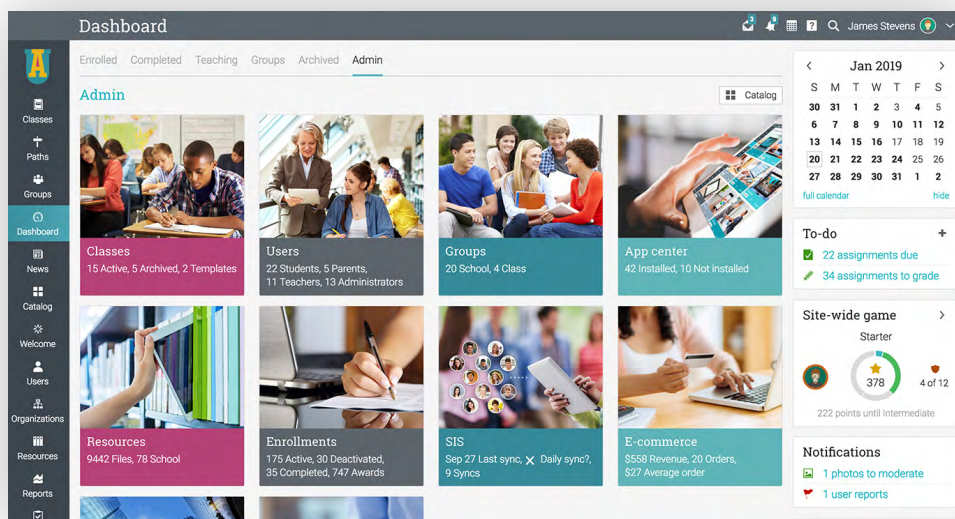 Dashboard
3
9
?
James Stevens
A
Classes
Paths
Groups
Dashboard
News
Catalog
Welcome
Users
Organizations
Resources
Reports
Enrolled Completed Teaching Groups Archived Admin
Admin
Catalog
Classes
15 Active, 5 Archived, 2 Templates
Users
22 Students, 5 Parents,
11 Teachers, 13 Administrators
Groups
20 School, 4 Class
App center
42 Installed, 10 Not installed
Resources
9442 Files, 78 School
Enrollments
175 Active, 30 Deactivated,
35 Completed, 747 Awards
SIS
Sep 27 Last sync, ✕ Daily sync?,
9 Syncs
E-commerce
$558 Revenue, 20 Orders,
$27 Average order
< Jan 2019 >
S M T W T F S
30 31 1 2 3 4 5
6 7 8 9 10 11 12
13 14 15 16 17 18 19
20 21 22 23 24 25 26
27 28 29 30 31 1 2
full calendar hide
To-do +
22 assignments due
34 assignments to grade
Site-wide game >
Starter
378
4 of 12
222 points until Intermediate
Notifications
1 photos to moderate
1 user reports